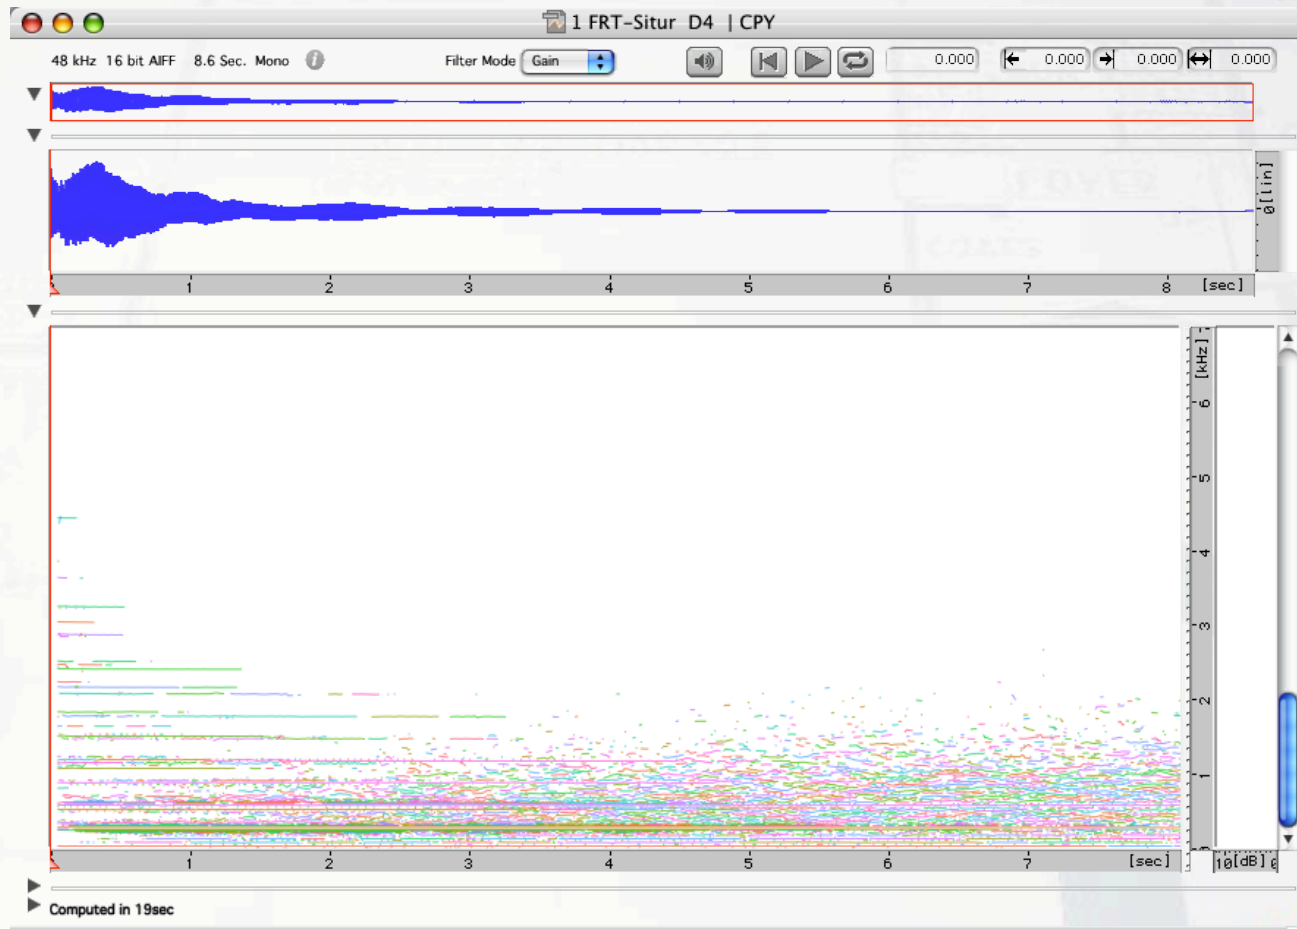 1 FRT-Situr D4 | CPY
48 kHz 16 bit AIFF 8.6 Sec. Mono i Filter Mode Gain 0.000 0.000 0.000 0.000
0[lin]
1 2 3 4 5 6 7 8 [sec]
[kHz]
6
5
4
3
2
1
0
1 2 3 4 5 6 7 [sec] 10[dB]
Computed in 19sec